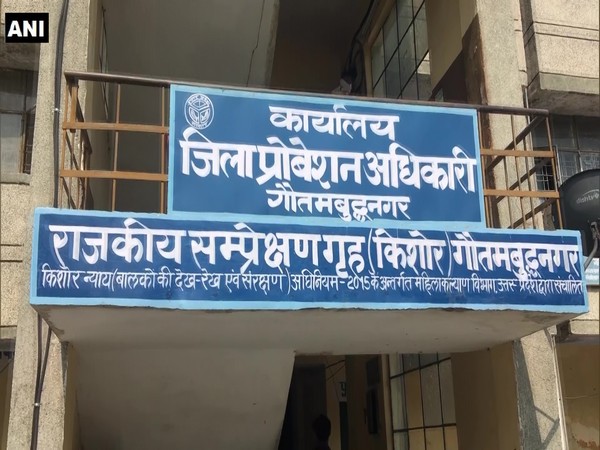 ANI
कार्यालय
जिला प्रोबेशन अधिकारी
गौतमबुद्धनगर
राजकीय सम्प्रेक्षण गृह (किशोर) गौतमबुद्धनगर
किशोर न्याय (बालकों की देख-रेख एवं संरक्षण) अधिनियम-2015 के अन्तर्गत महिला कल्याण विभाग, उत्तर प्रदेश द्वारा संचालित